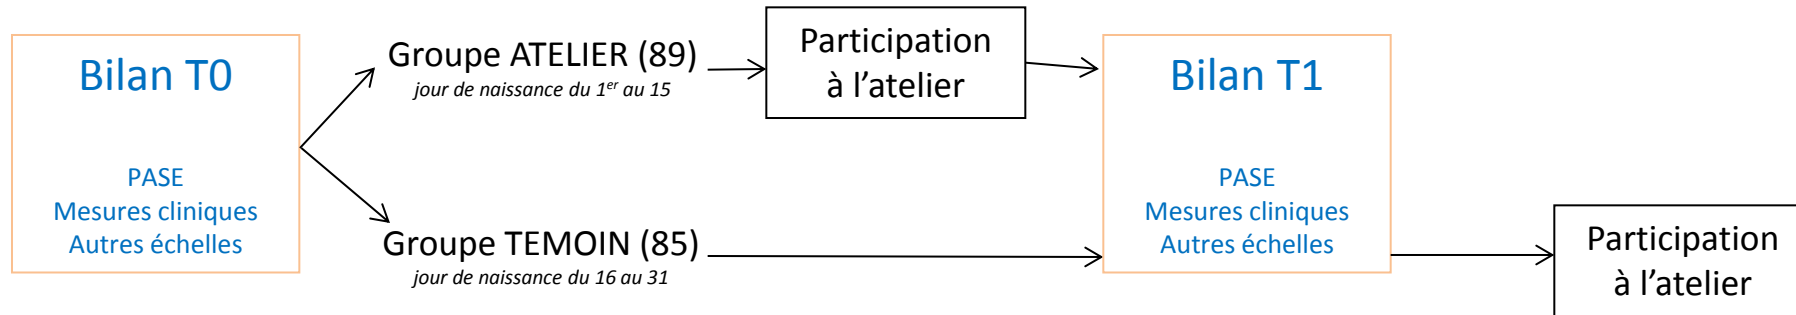 Bilan T0
PASE
Mesures cliniques
Autres échelles
Groupe ATELIER (89)
jour de naissance du 1er au 15
Participation
à l’atelier
Groupe TEMOIN (85)
jour de naissance du 16 au 31
Bilan T1
PASE
Mesures cliniques
Autres échelles
Participation
à l’atelier